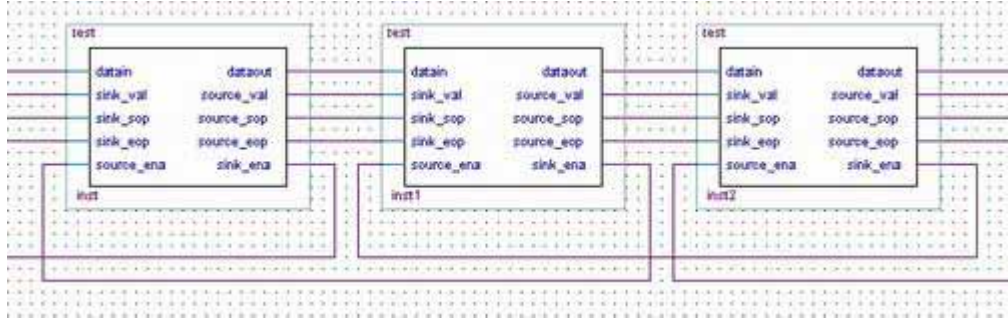 test
datain dataout
sink_val source_val
sink_sop source_sop
sink_eop source_eop
source_ena sink_ena
inst
test
datain dataout
sink_val source_val
sink_sop source_sop
sink_eop source_eop
source_ena sink_ena
inst1
test
datain dataout
sink_val source_val
sink_sop source_sop
sink_eop source_eop
source_ena sink_ena
inst2